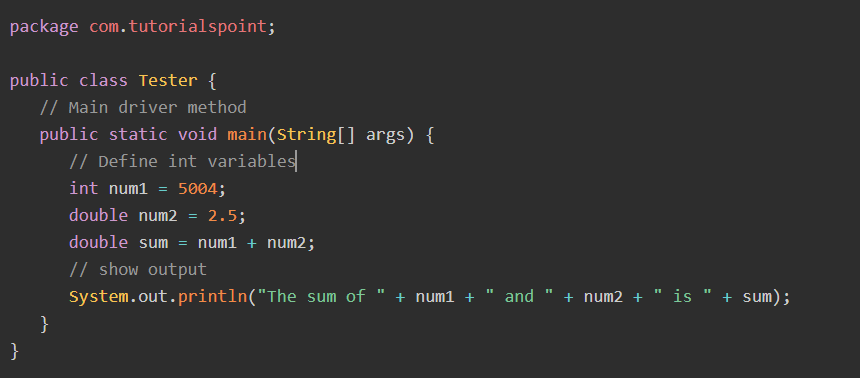 package com.tutorialspoint;
public class Tester {
// Main driver method
public static void main(String[] args) {
// Define int variables
int num1 = 5004;
double num2 = 2.5;
double sum = num1 + num2;
// show output
System.out.println("The sum of " + num1 + " and " + num2 + " is " + sum);
}
}